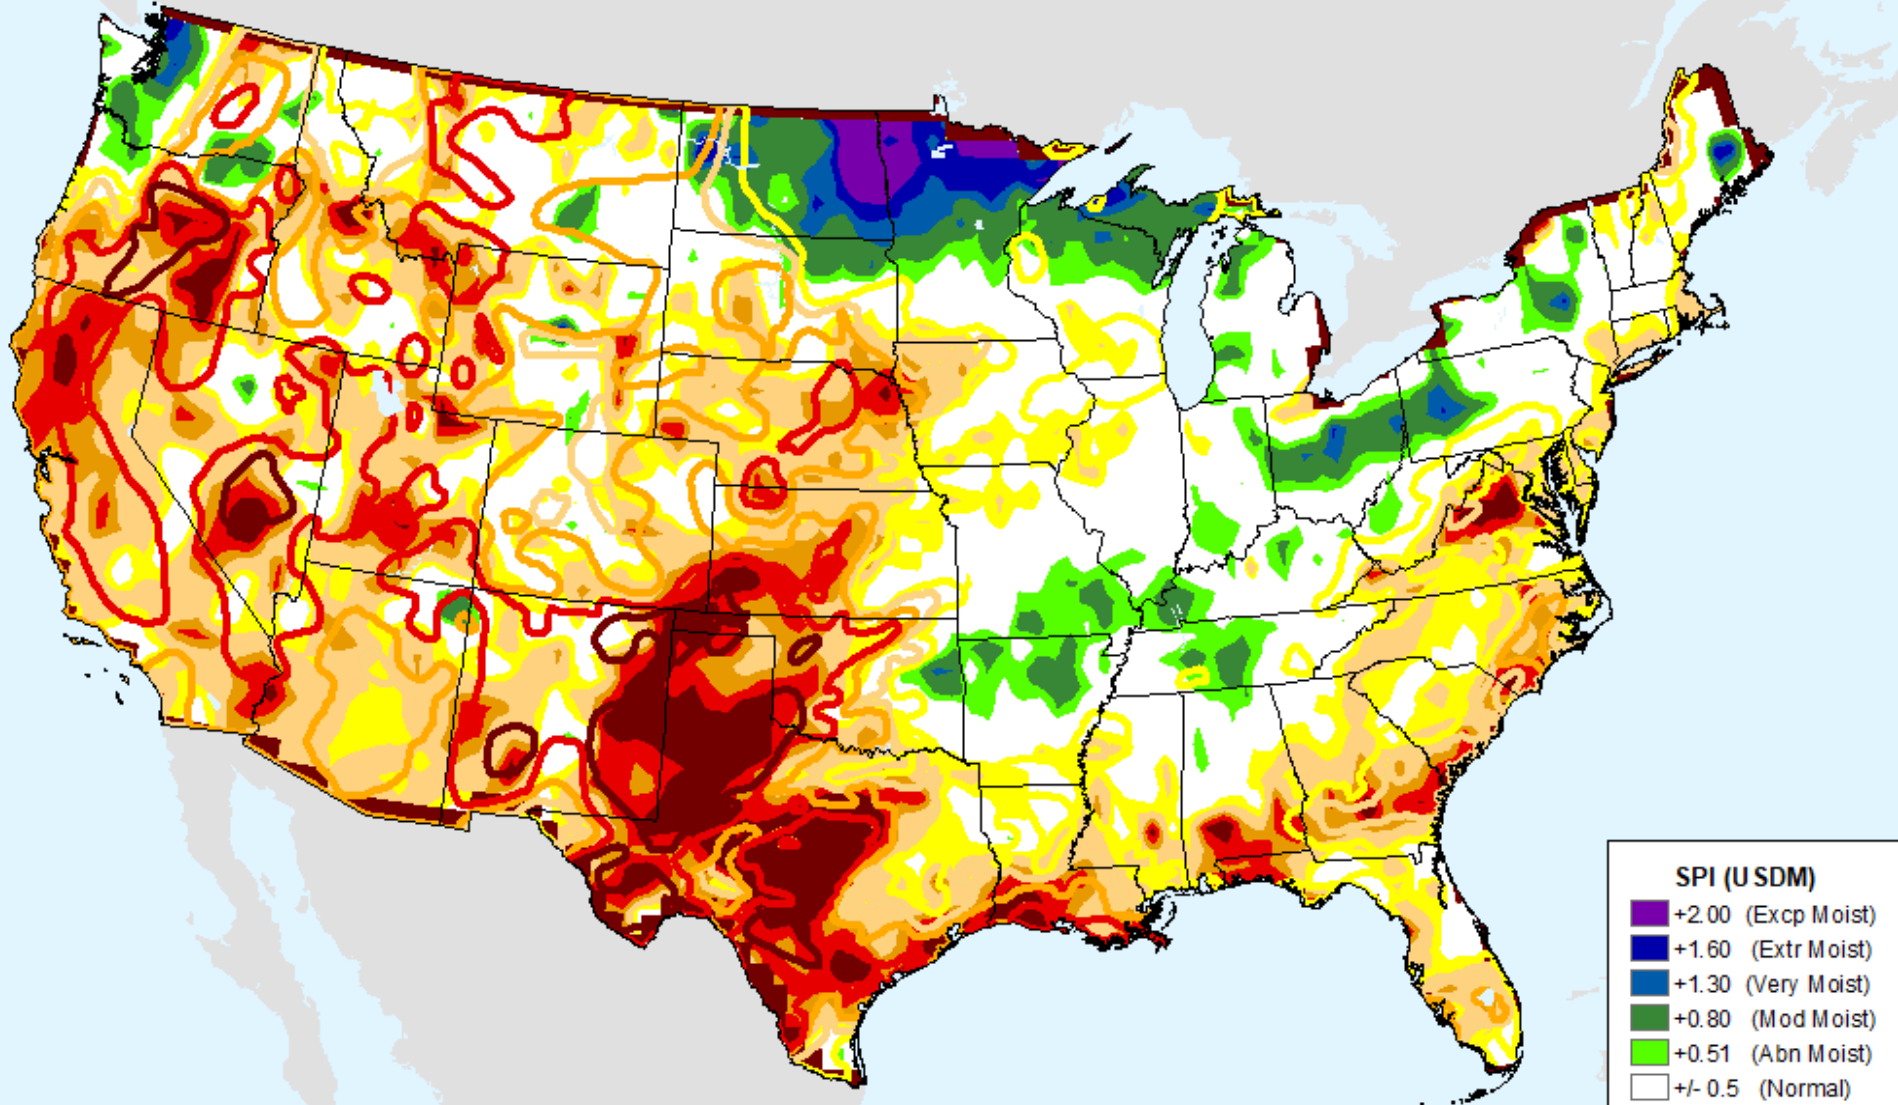 SPI (USDM)
+2.00 (Excp Moist)
+1.60 (Extr Moist)
+1.30 (Very Moist)
+0.80 (Mod Moist)
+0.51 (Abn Moist)
+/- 0.5 (Normal)